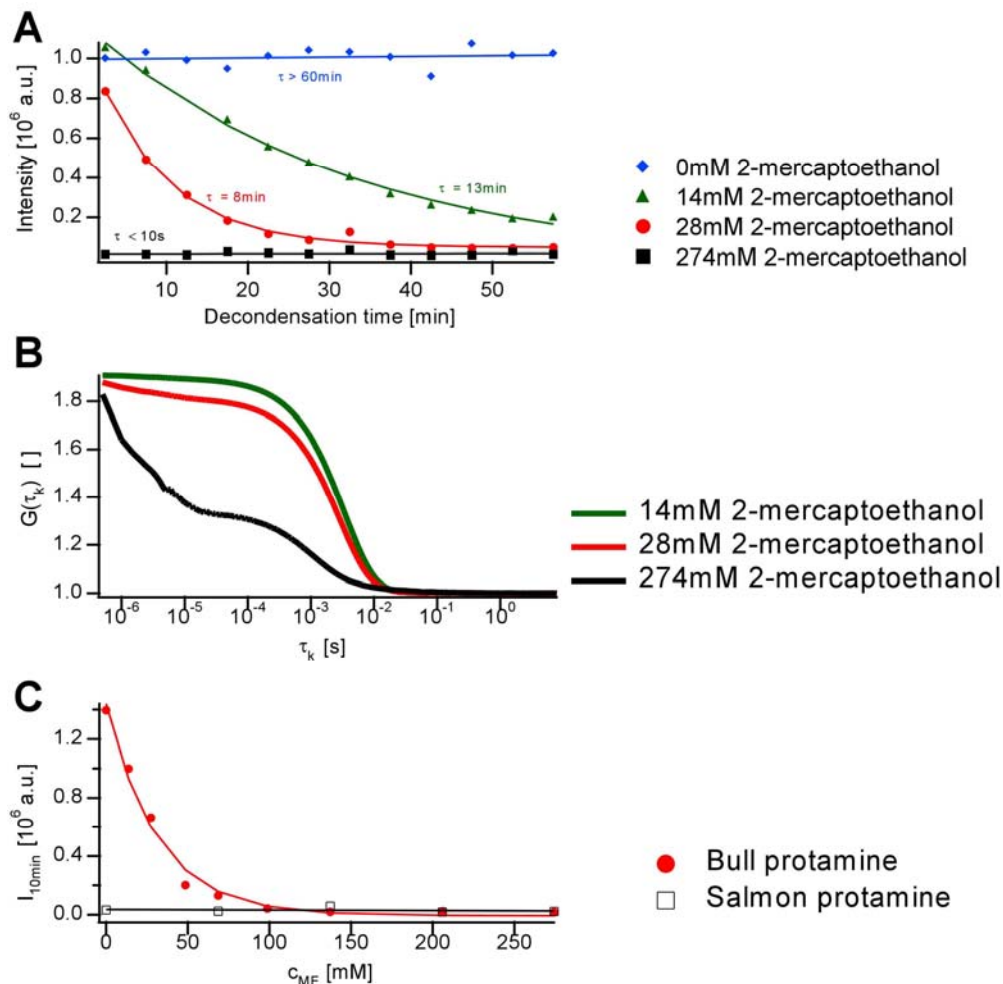 A
Intensity [10⁶ a.u.]
1.0
0.8
0.6
0.4
0.2
τ > 60min
τ = 13min
τ = 8min
τ < 10s
10 20 30 40 50
Decondensation time [min]
0mM 2-mercaptoethanol
14mM 2-mercaptoethanol
28mM 2-mercaptoethanol
274mM 2-mercaptoethanol
B
G(τₖ) [ ]
1.8
1.6
1.4
1.2
1.0
10⁻⁶ 10⁻⁵ 10⁻⁴ 10⁻³ 10⁻² 10⁻¹ 10⁰
τₖ [s]
14mM 2-mercaptoethanol
28mM 2-mercaptoethanol
274mM 2-mercaptoethanol
C
I₁₀ₘᵢₙ [10⁶ a.u.]
1.2
0.8
0.4
0.0
0 50 100 150 200 250
c_ME [mM]
Bull protamine
Salmon protamine